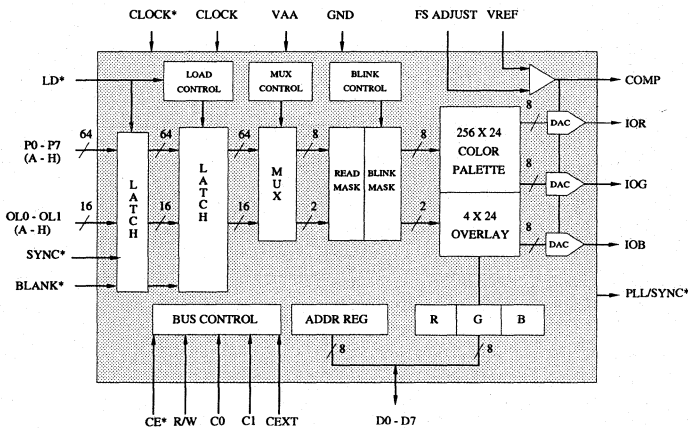 CLOCK* CLOCK VAA GND FS ADJUST VREF
LD*
LOAD
CONTROL
MUX
CONTROL
BLINK
CONTROL
COMP
P0 - P7
(A - H)
64
64
64
8
8
8
DAC
IOR
LATCH
LATCH
MUX
READ
MASK
BLINK
MASK
256 X 24
COLOR
PALETTE
8
DAC
IOG
OL0 - OL1
(A - H)
16
16
16
2
2
4 X 24
OVERLAY
8
DAC
IOB
SYNC*
BLANK*
PLL/SYNC*
BUS CONTROL
ADDR REG
R G B
8
8
CE* R/W C0 C1 CEXT
D0 - D7